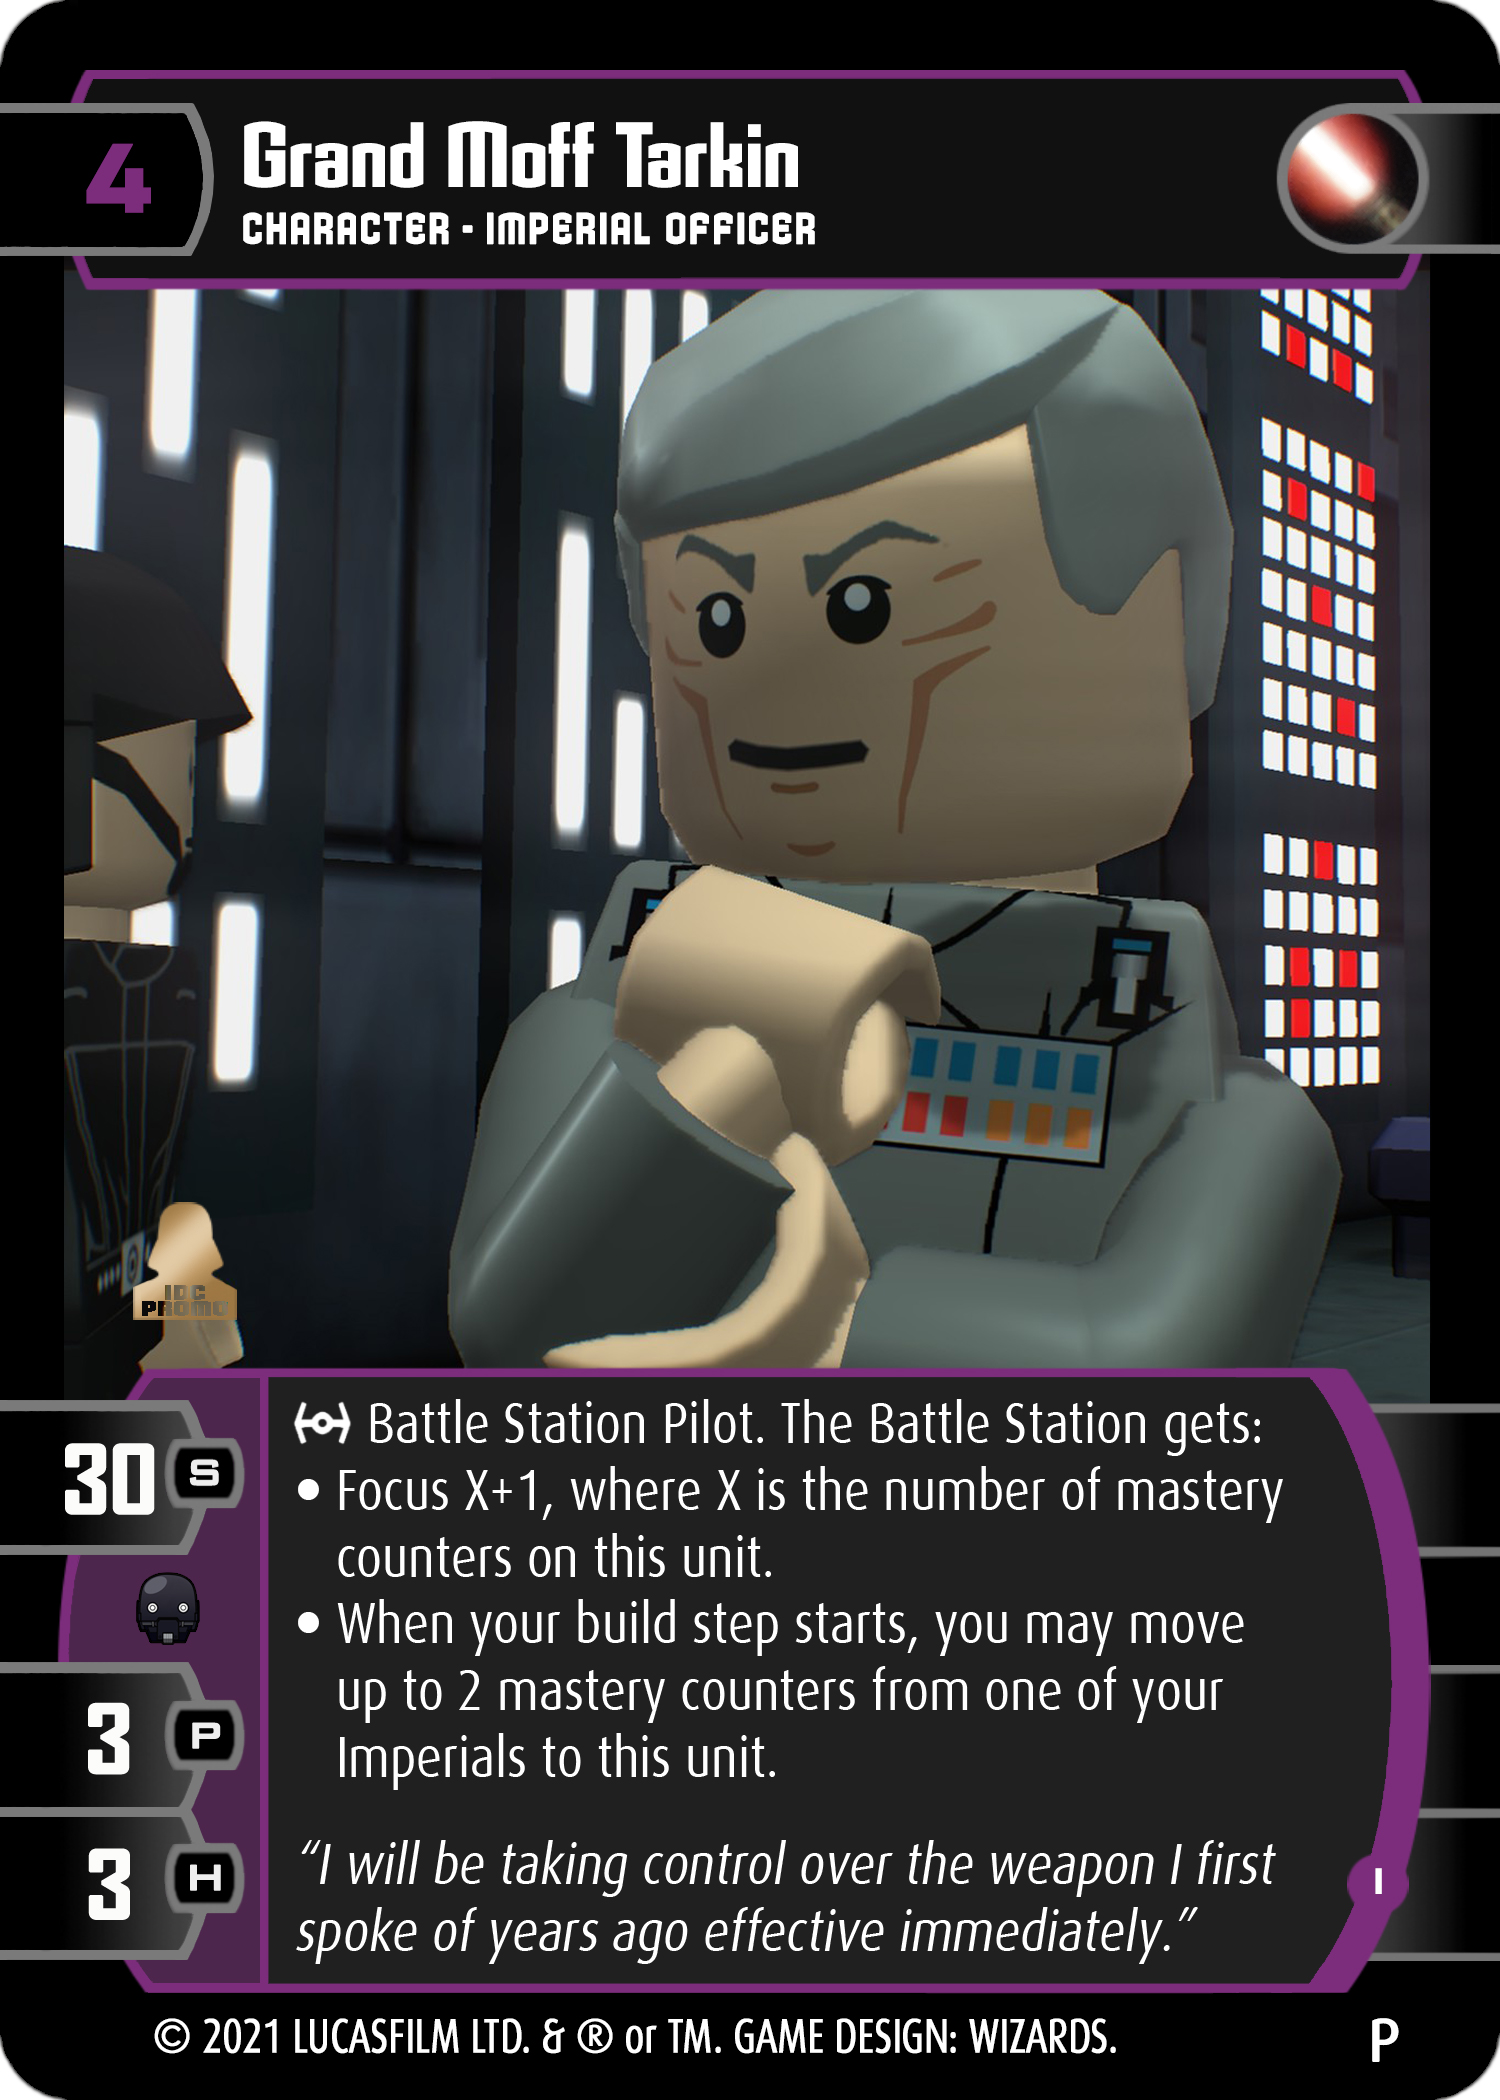 4
Grand Moff Tarkin
CHARACTER - IMPERIAL OFFICER
IDC
PROMO
30 S
3 P
3 H
Battle Station Pilot. The Battle Station gets:
• Focus X+1, where X is the number of mastery
counters on this unit.
• When your build step starts, you may move
up to 2 mastery counters from one of your
Imperials to this unit.
“I will be taking control over the weapon I first
spoke of years ago effective immediately.”
I
© 2021 LUCASFILM LTD. & ® or TM. GAME DESIGN: WIZARDS.
P